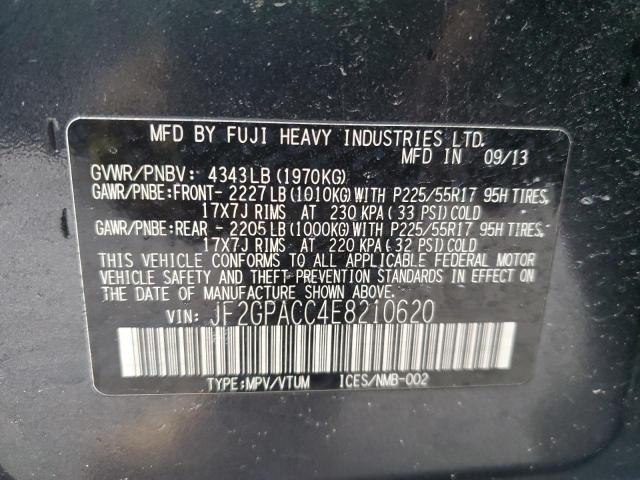 MFD BY FUJI HEAVY INDUSTRIES LTD.
MFD IN 09/13
GVWR/PNBV: 4343LB (1970KG)
GAWR/PNBE:FRONT- 2227LB (1010KG) WITH P225/55R17 95H TIRES,
17X7J RIMS AT 230 KPA (33 PSI) COLD
GAWR/PNBE:REAR - 2205LB (1000KG) WITH P225/55R17 95H TIRES,
17X7J RIMS AT 220 KPA (32 PSI) COLD
THIS VEHICLE CONFORMS TO ALL APPLICABLE FEDERAL MOTOR
VEHICLE SAFETY AND THEFT PREVENTION STANDARDS IN EFFECT ON
THE DATE OF MANUFACTURE SHOWN ABOVE.
VIN: JF2GPACC4E8210620
TYPE:MPV/VTUM ICES/NMB-002